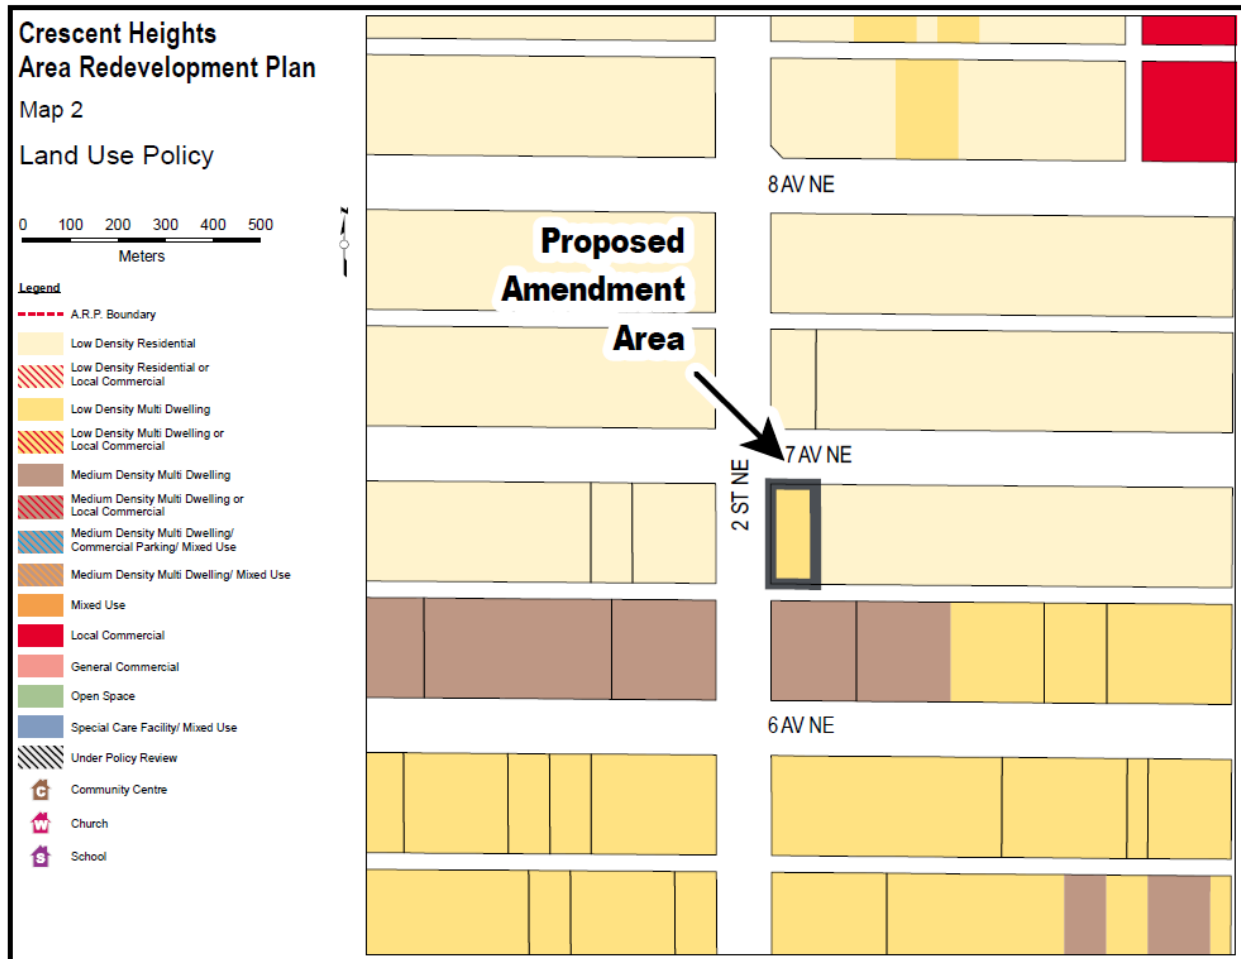 Crescent Heights
Area Redevelopment Plan
Map 2
Land Use Policy
0 100 200 300 400 500
Meters
Legend
A.R.P. Boundary
Low Density Residential
Low Density Residential or
Local Commercial
Low Density Multi Dwelling
Low Density Multi Dwelling or
Local Commercial
Medium Density Multi Dwelling
Medium Density Multi Dwelling or
Local Commercial
Medium Density Multi Dwelling/
Commercial Parking/ Mixed Use
Medium Density Multi Dwelling/ Mixed Use
Mixed Use
Local Commercial
General Commercial
Open Space
Special Care Facility/ Mixed Use
Under Policy Review
C Community Centre
W Church
S School
Z
8 AV NE
Proposed
Amendment
Area
7 AV NE
2 ST NE
6 AV NE